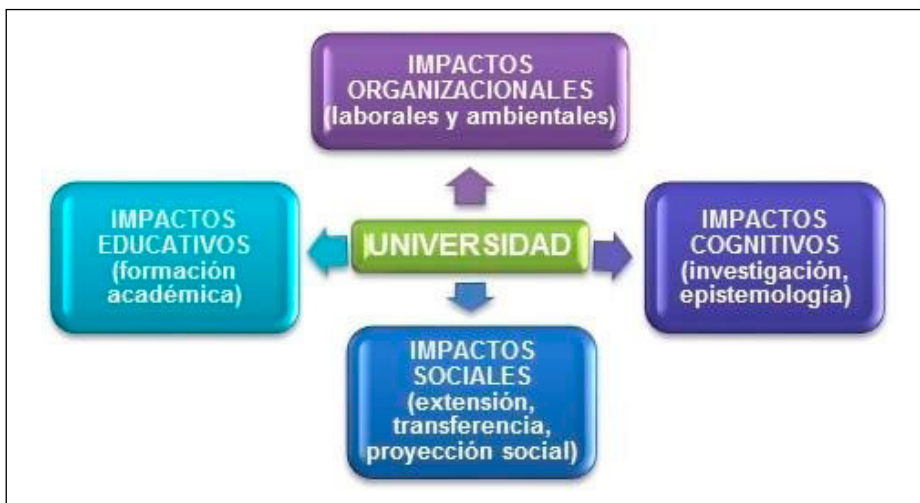 IMPACTOS
ORGANIZACIONALES
(laborales y ambientales)
IMPACTOS
EDUCATIVOS
(formación
académica)
UNIVERSIDAD
IMPACTOS
COGNITIVOS
(investigación,
epistemología)
IMPACTOS
SOCIALES
(extensión,
transferencia,
proyección social)